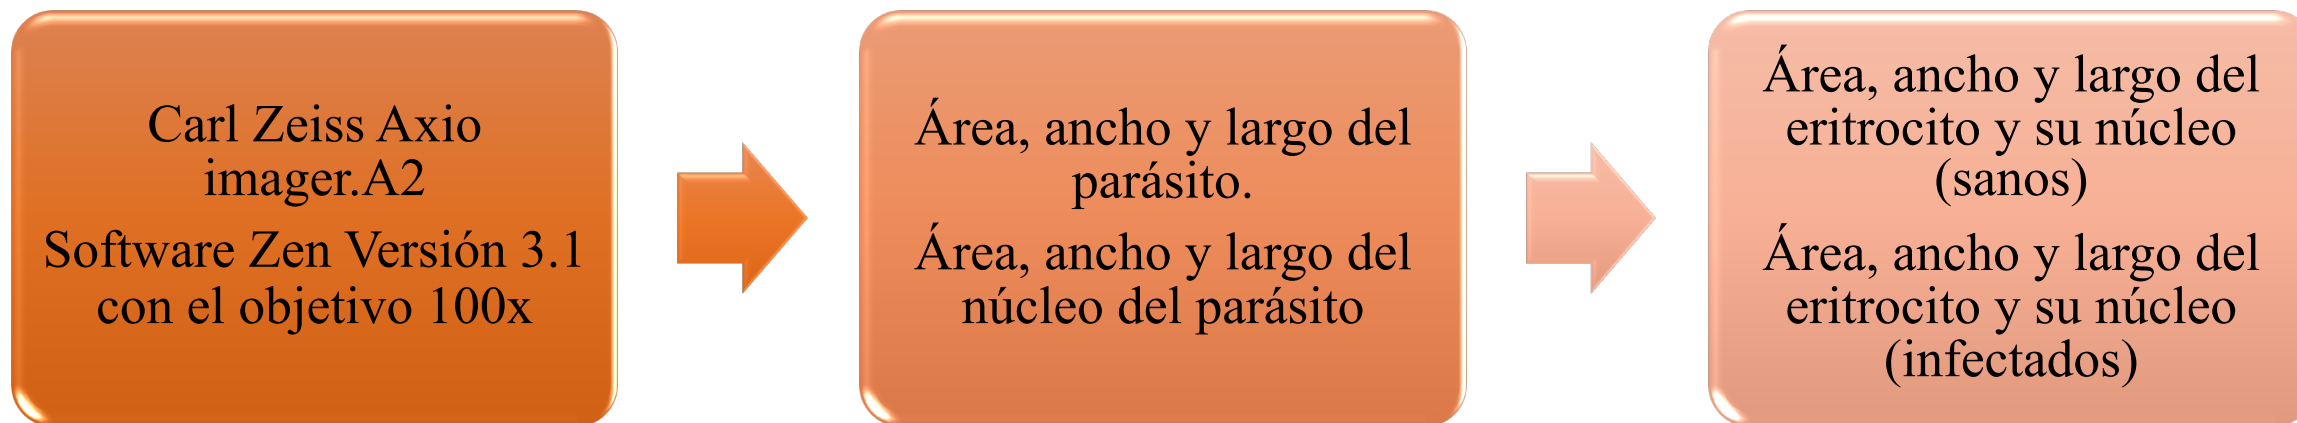 Carl Zeiss Axio
imager.A2
Software Zen Versión 3.1
con el objetivo 100x
Área, ancho y largo del
parásito.
Área, ancho y largo del
núcleo del parásito
Área, ancho y largo del
eritrocito y su núcleo
(sanos)
Área, ancho y largo del
eritrocito y su núcleo
(infectados)